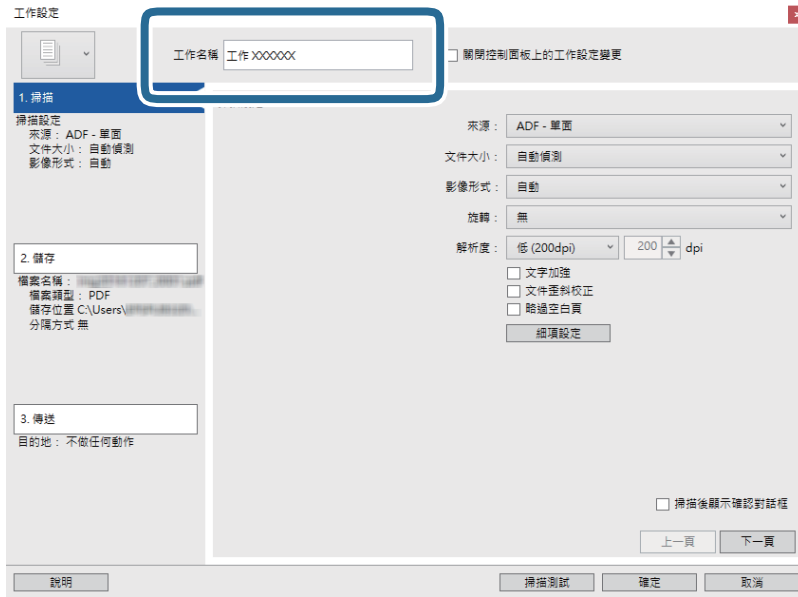 工作設定
工作名稱 工作 XXXXXX
關閉控制面板上的工作設定變更
1. 掃描
掃描設定
來源： ADF - 單面
文件大小： 自動偵測
影像形式： 自動
2. 儲存
檔案名稱：
檔案類型： PDF
儲存位置 C:\Users\
分隔方式 無
3. 傳送
目的地： 不做任何動作
來源： ADF - 單面
文件大小： 自動偵測
影像形式： 自動
旋轉： 無
解析度： 低 (200dpi) 200 dpi
文字加強
文件歪斜校正
略過空白頁
細項設定
掃描後顯示確認對話框
上一頁 下一頁
說明 掃描測試 確定 取消